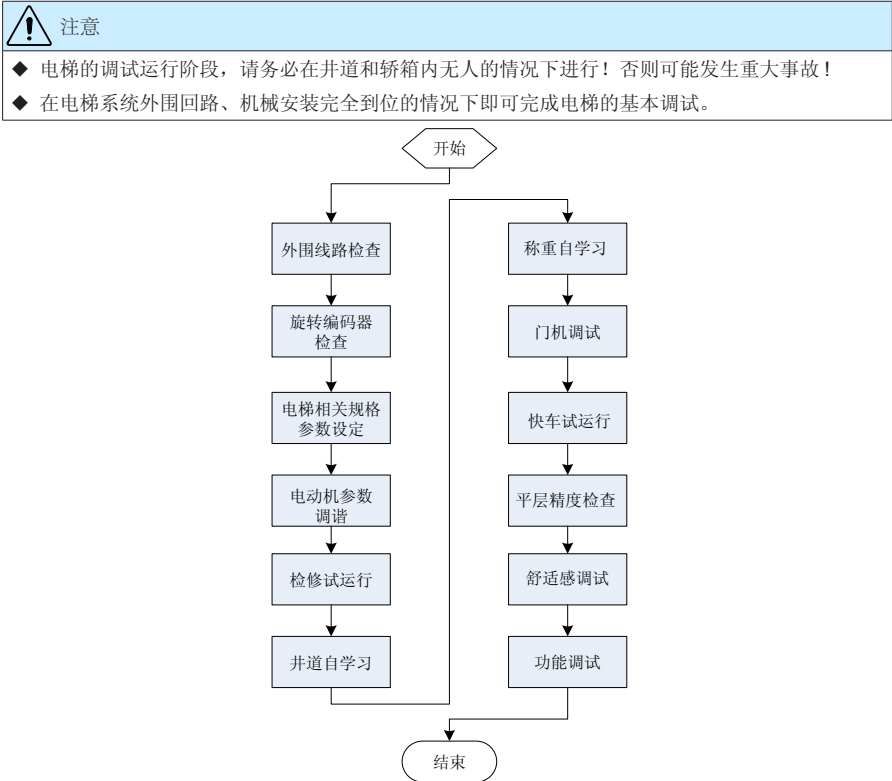 注意
◆ 电梯的调试运行阶段，请务必在井道和轿箱内无人的情况下进行！否则可能发生重大事故！
◆ 在电梯系统外围回路、机械安装完全到位的情况下即可完成电梯的基本调试。
开始
外围线路检查
旋转编码器
检查
电梯相关规格
参数设定
电动机参数
调谐
检修试运行
井道自学习
称重自学习
门机调试
快车试运行
平层精度检查
舒适感调试
功能调试
结束